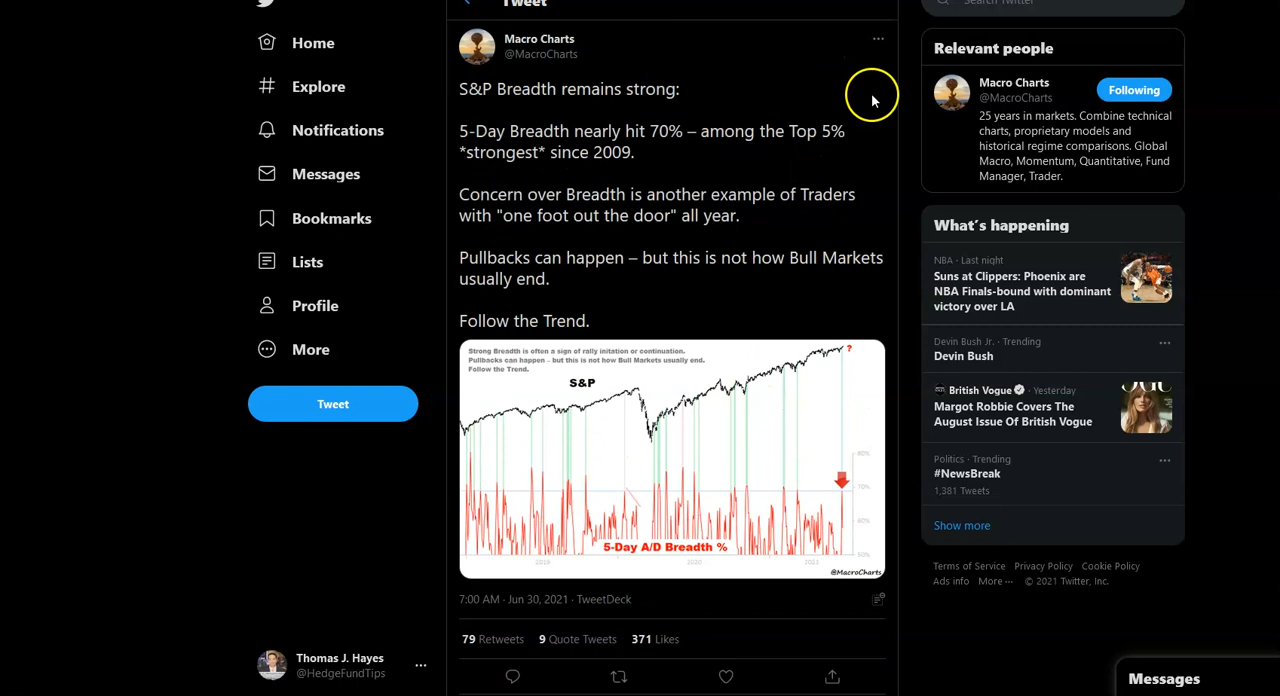 Tweet
Search Twitter
Home
Explore
Notifications
Messages
Bookmarks
Lists
Profile
More
Tweet
Thomas J. Hayes
@HedgeFundTips
Macro Charts
@MacroCharts
S&P Breadth remains strong:
5-Day Breadth nearly hit 70% – among the Top 5%
*strongest* since 2009.
Concern over Breadth is another example of Traders
with "one foot out the door" all year.
Pullbacks can happen – but this is not how Bull Markets
usually end.
Follow the Trend.
Strong Breadth is often a sign of rally initation or continuation.
Pullbacks can happen – but this is not how Bull Markets usually end.
Follow the Trend.
?
S&P
80%
70%
60%
50%
5-Day A/D Breadth %
2019
2020
2021
@MacroCharts
7:00 AM · Jun 30, 2021 · TweetDeck
79 Retweets 9 Quote Tweets 371 Likes
Relevant people
Macro Charts
@MacroCharts
Following
25 years in markets. Combine technical
charts, proprietary models and
historical regime comparisons. Global
Macro, Momentum, Quantitative, Fund
Manager, Trader.
What's happening
NBA · Last night
Suns at Clippers: Phoenix are
NBA Finals-bound with dominant
victory over LA
Devin Bush Jr. · Trending
Devin Bush
British Vogue · Yesterday
Margot Robbie Covers The
August Issue Of British Vogue
Politics · Trending
#NewsBreak
1,381 Tweets
Show more
Terms of Service Privacy Policy Cookie Policy
Ads info More ··· © 2021 Twitter, Inc.
Messages